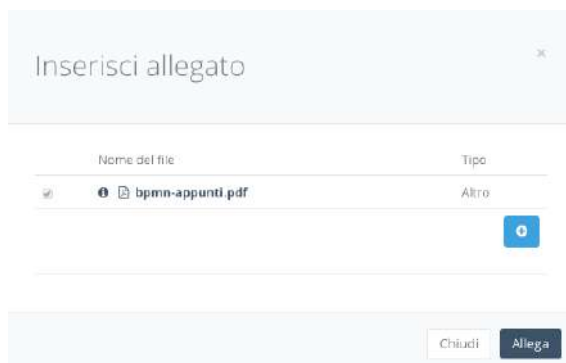 Inserisci allegato
Nome del file Tipo
bpmn-appunti.pdf Altro
Chiudi Allega